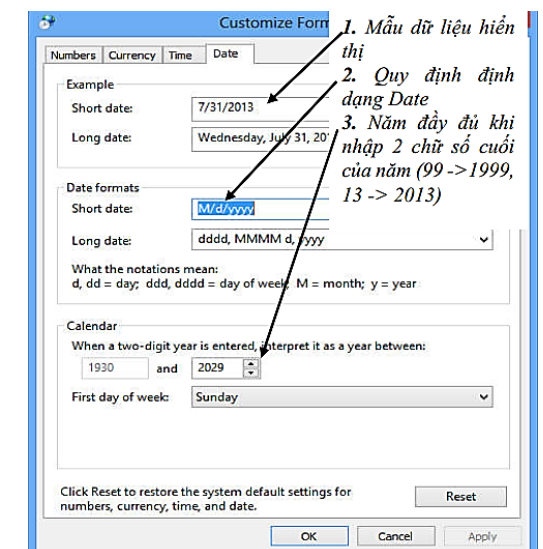 Customize Form
Numbers Currency Time Date
1. Mẫu dữ liệu hiển
thị
2. Quy định định
dạng Date
3. Năm đầy đủ khi
nhập 2 chữ số cuối
của năm (99 ->1999,
13 -> 2013)
Example
Short date: 7/31/2013
Long date: Wednesday, July 31, 20
Date formats
Short date: M/d/yyyy
Long date: dddd, MMMM d, yyyy
What the notations mean:
d, dd = day; ddd, dddd = day of week; M = month; y = year
Calendar
When a two-digit year is entered, interpret it as a year between:
1930 and 2029
First day of week: Sunday
Click Reset to restore the system default settings for
numbers, currency, time, and date.
Reset
OK Cancel Apply